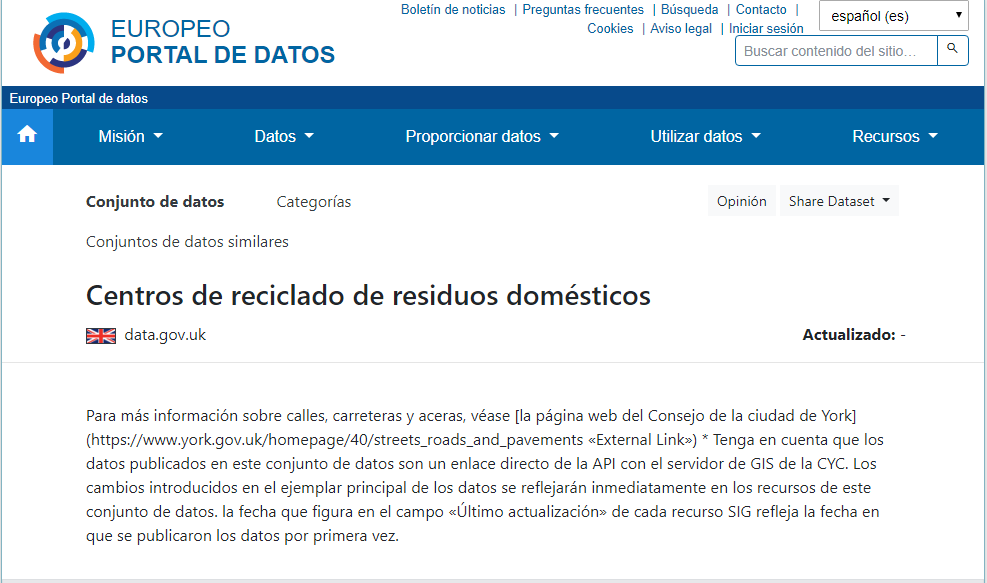 Boletín de noticias | Preguntas frecuentes | Búsqueda | Contacto |
Cookies | Aviso legal | Iniciar sesión
español (es)
EUROPEO
PORTAL DE DATOS
Buscar contenido del sitio...
Europeo Portal de datos
Misión Datos Proporcionar datos Utilizar datos Recursos
Conjunto de datos Categorías Opinión Share Dataset
Conjuntos de datos similares
Centros de reciclado de residuos domésticos
data.gov.uk Actualizado: -
Para más información sobre calles, carreteras y aceras, véase [la página web del Consejo de la ciudad de York]
(https://www.york.gov.uk/homepage/40/streets_roads_and_pavements «External Link») * Tenga en cuenta que los
datos publicados en este conjunto de datos son un enlace directo de la API con el servidor de GIS de la CYC. Los
cambios introducidos en el ejemplar principal de los datos se reflejarán inmediatamente en los recursos de este
conjunto de datos. la fecha que figura en el campo «Último actualización» de cada recurso SIG refleja la fecha en
que se publicaron los datos por primera vez.